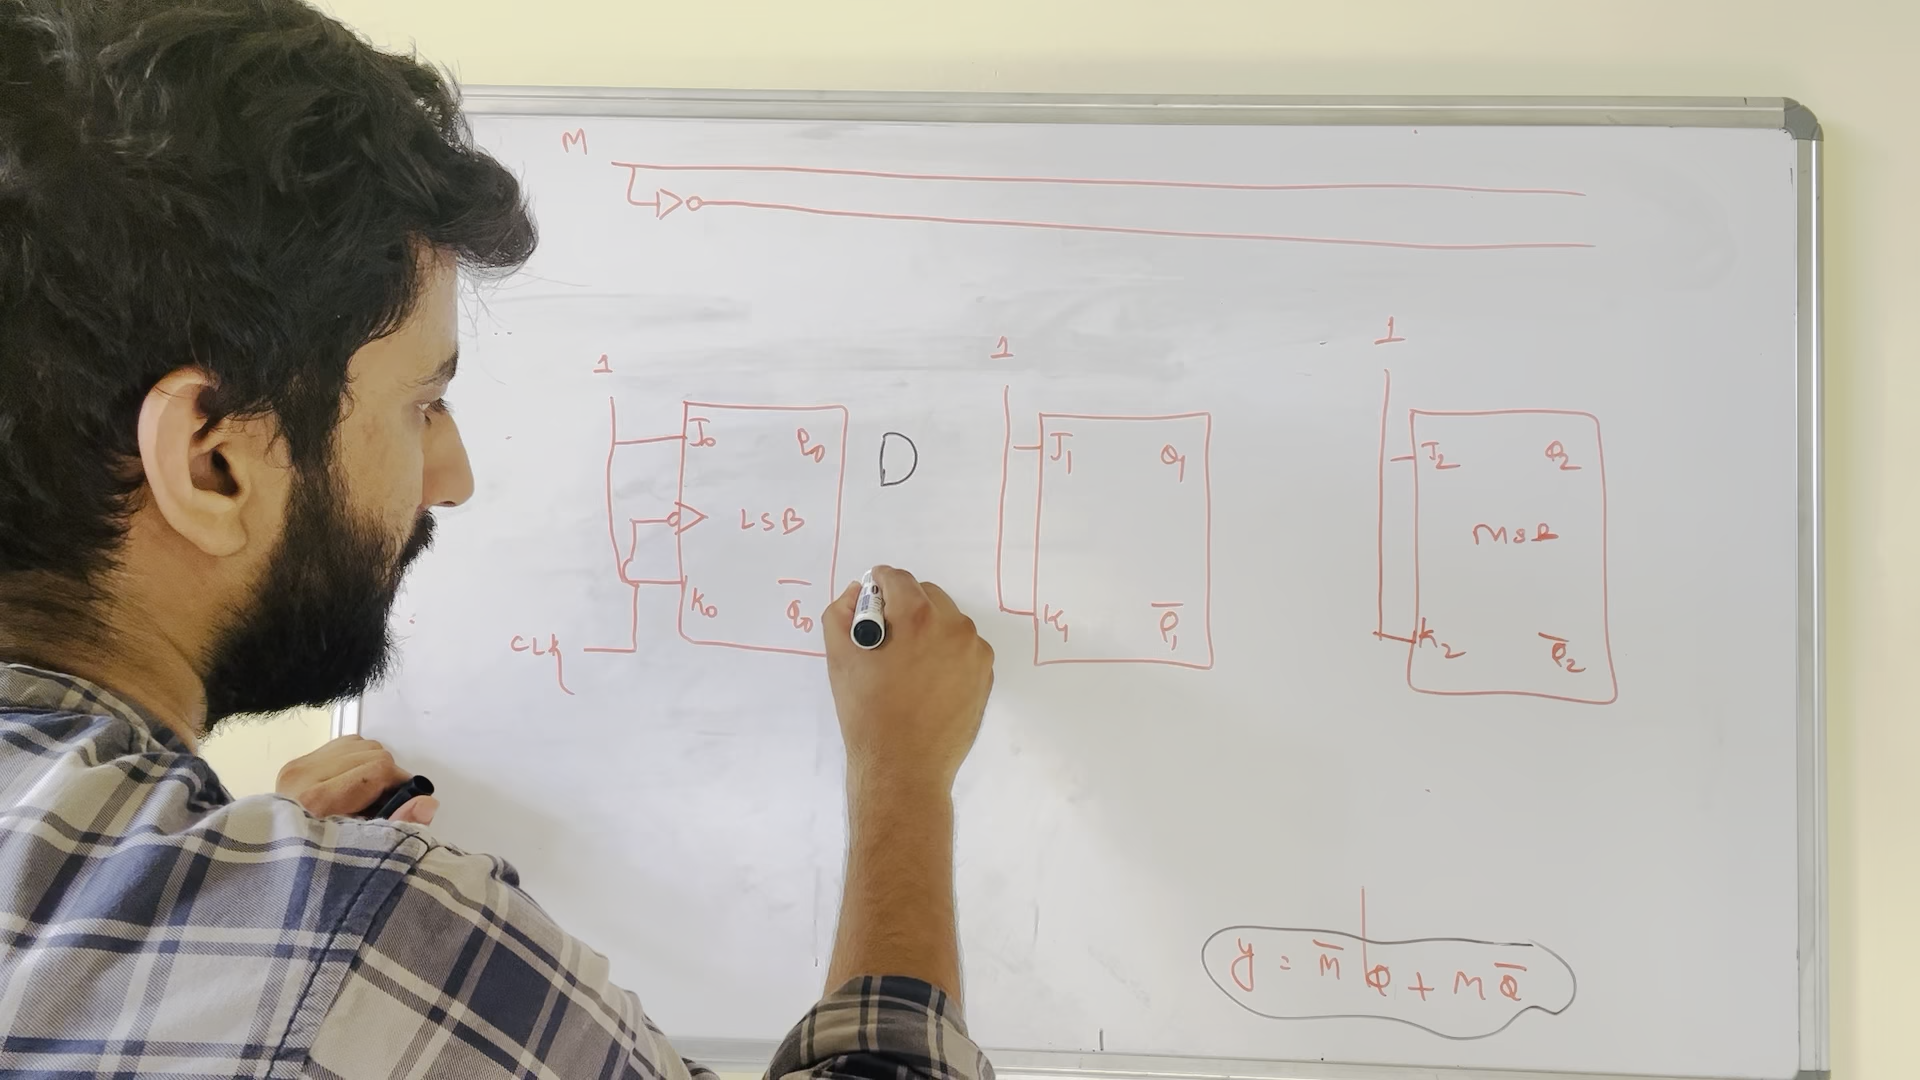 M
1
1
1
J₀ Q₀
J₁ Q₁
J₂ Q₂
LSB
MSB
K₀ Q̅₀
K₁ Q̅₁
K₂ Q̅₂
CLK
y = M̅ Q + M Q̅